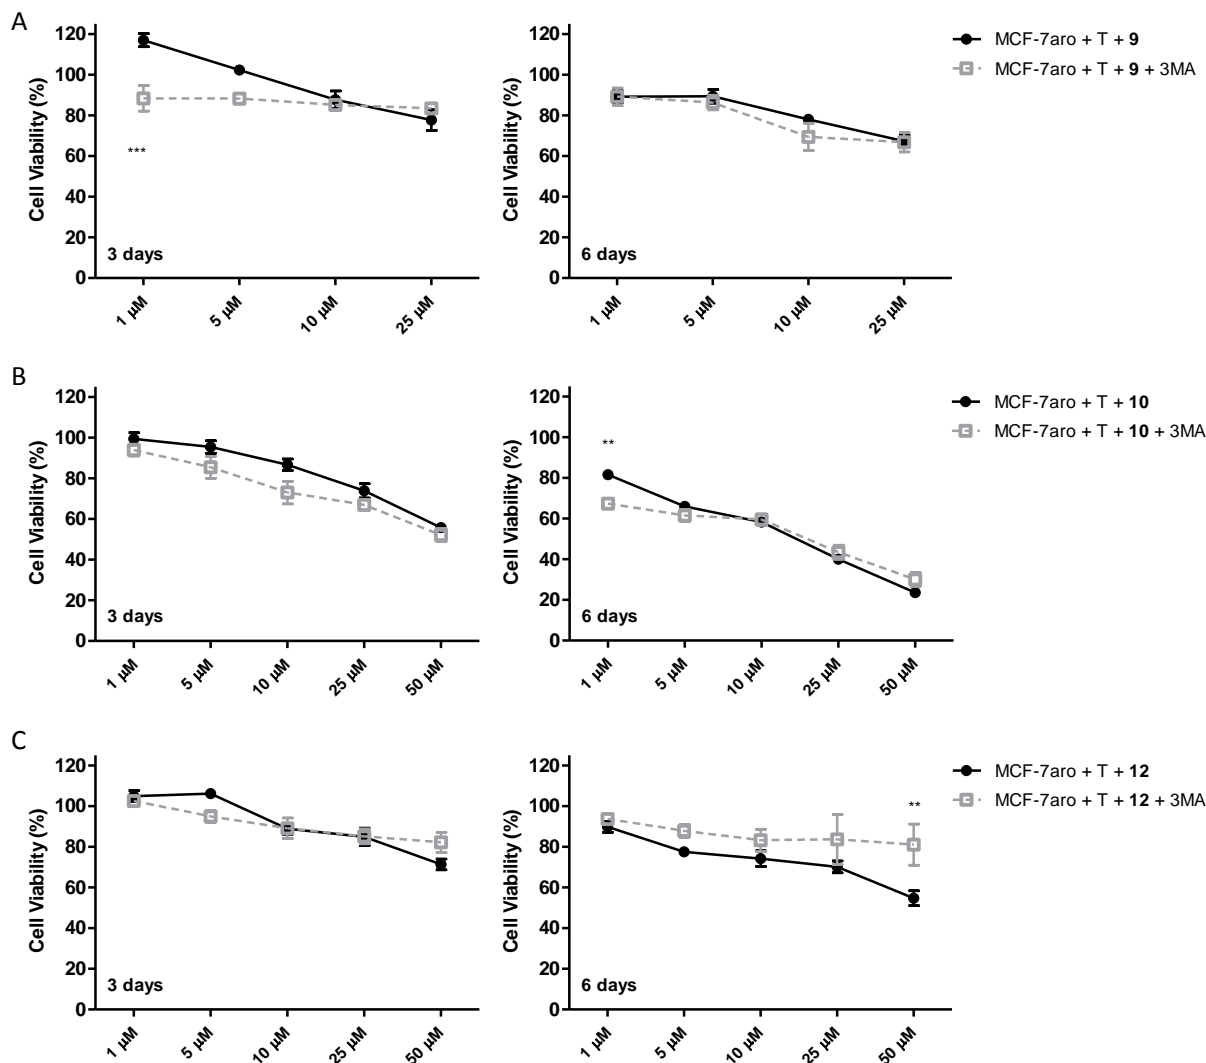 A
Cell Viability (%)
120
100
80
60
40
20
0
***
3 days
1 µM
5 µM
10 µM
25 µM
Cell Viability (%)
120
100
80
60
40
20
0
6 days
1 µM
5 µM
10 µM
25 µM
MCF-7aro + T + 9
MCF-7aro + T + 9 + 3MA
B
Cell Viability (%)
120
100
80
60
40
20
0
3 days
1 µM
5 µM
10 µM
25 µM
50 µM
Cell Viability (%)
120
100
80
60
40
20
0
**
6 days
1 µM
5 µM
10 µM
25 µM
50 µM
MCF-7aro + T + 10
MCF-7aro + T + 10 + 3MA
C
Cell Viability (%)
120
100
80
60
40
20
0
3 days
1 µM
5 µM
10 µM
25 µM
50 µM
Cell Viability (%)
120
100
80
60
40
20
0
**
6 days
1 µM
5 µM
10 µM
25 µM
50 µM
MCF-7aro + T + 12
MCF-7aro + T + 12 + 3MA